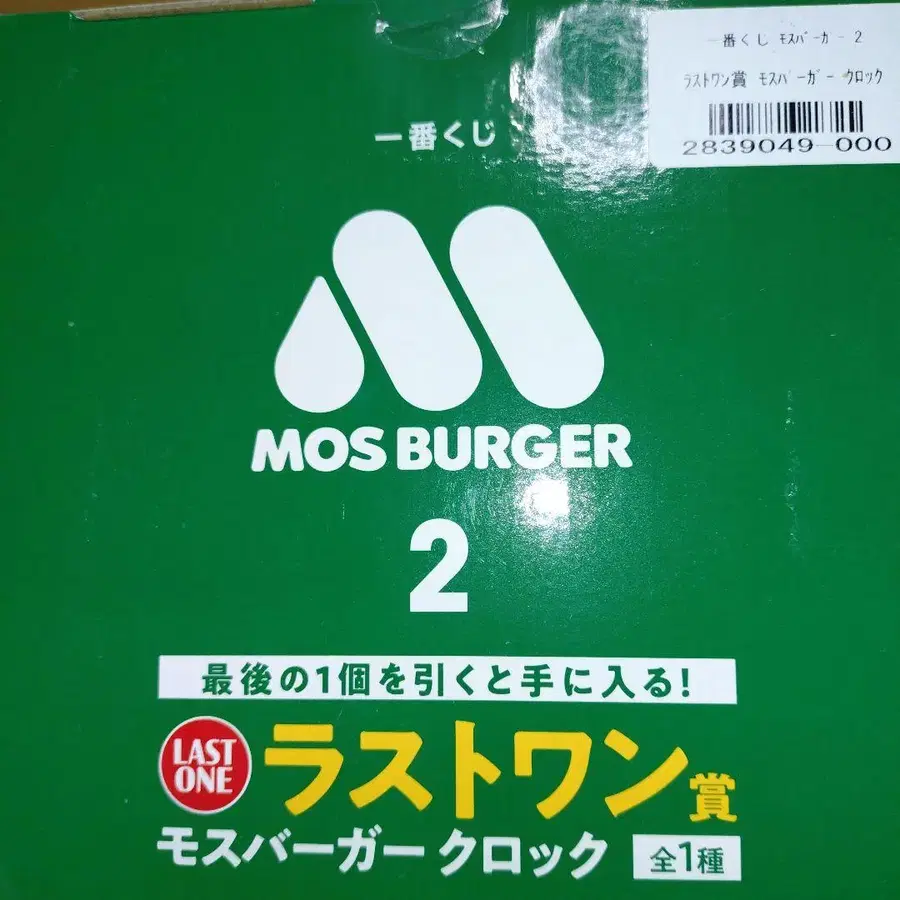 一番くじ ﾓｽﾊﾞｰｶﾞｰ 2
ﾗｽﾄﾜﾝ賞 ﾓｽﾊﾞｰｶﾞｰ ｸﾛｯｸ
2839049-000
一番くじ
MOS BURGER
2
最後の1個を引くと手に入る!
LAST
ONE
ラストワン賞
モスバーガー クロック 全1種